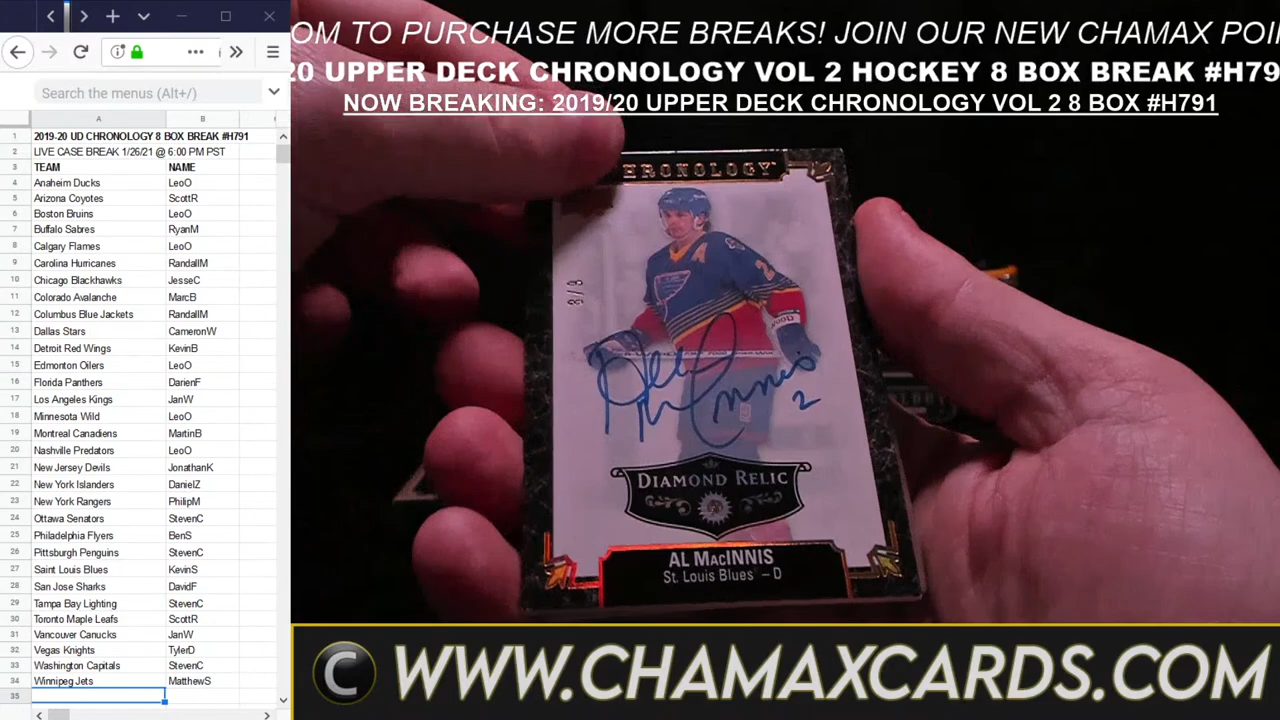 Search the menus (Alt+/)
A B
1 2019-20 UD CHRONOLOGY 8 BOX BREAK #H791
2 LIVE CASE BREAK 1/26/21 @ 6:00 PM PST
3 TEAM NAME
4 Anaheim Ducks LeoO
5 Arizona Coyotes ScottR
6 Boston Bruins LeoO
7 Buffalo Sabres RyanM
8 Calgary Flames LeoO
9 Carolina Hurricanes RandallM
10 Chicago Blackhawks JesseC
11 Colorado Avalanche MarcB
12 Columbus Blue Jackets RandallM
13 Dallas Stars CameronW
14 Detroit Red Wings KevinB
15 Edmonton Oilers LeoO
16 Florida Panthers DarienF
17 Los Angeles Kings JanW
18 Minnesota Wild LeoO
19 Montreal Canadiens MartinB
20 Nashville Predators LeoO
21 New Jersey Devils JonathanK
22 New York Islanders DanielZ
23 New York Rangers PhilipM
24 Ottawa Senators StevenC
25 Philadelphia Flyers BenS
26 Pittsburgh Penguins StevenC
27 Saint Louis Blues KevinS
28 San Jose Sharks DavidF
29 Tampa Bay Lighting StevenC
30 Toronto Maple Leafs ScottR
31 Vancouver Canucks JanW
32 Vegas Knights TylerD
33 Washington Capitals StevenC
34 Winnipeg Jets MatthewS
35
OM TO PURCHASE MORE BREAKS! JOIN OUR NEW CHAMAX POI
20 UPPER DECK CHRONOLOGY VOL 2 HOCKEY 8 BOX BREAK #H79
NOW BREAKING: 2019/20 UPPER DECK CHRONOLOGY VOL 2 8 BOX #H791
HRONOLOGY
A 2
Al MacInnis
2
DIAMOND RELIC
AL MACINNIS
St. Louis Blues – D
C WWW.CHAMAXCARDS.COM